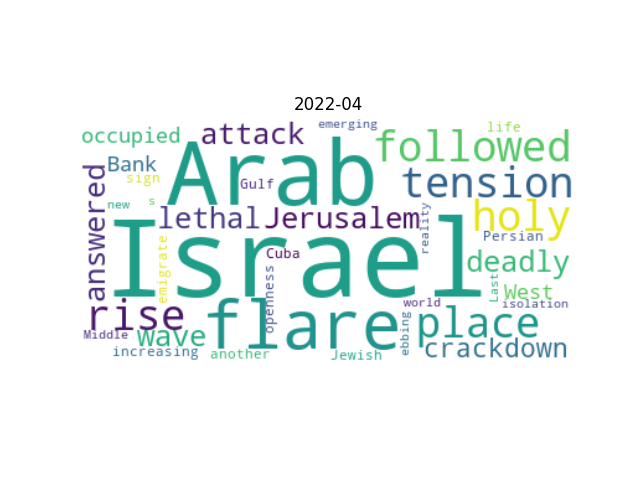 2022-04
emerging
life
occupied
attack
followed
Arab
Bank
sign
Gulf
tension
answered
new
s
lethal
Jerusalem
holy
reality
Persian
Israel
emigrate
Cuba
openness
deadly
Last
West
isolation
world
rise
flare
place
Middle
wave
ebbing
increasing
another
Jewish
crackdown